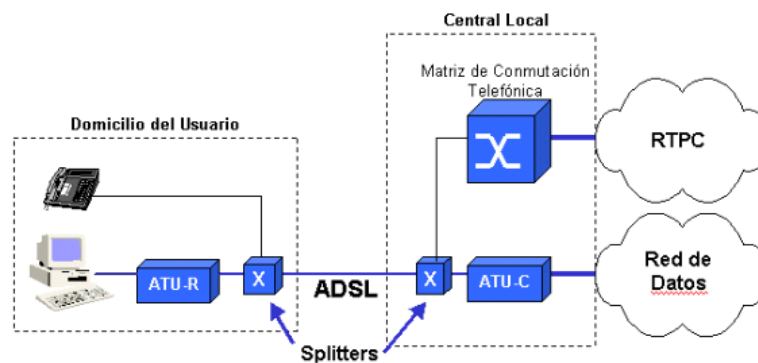 Central Local
Matriz de Conmutación
Telefónica
Domicilio del Usuario
RTPC
ATU-R
X
ADSL
X
ATU-C
Red de
Datos
Splitters